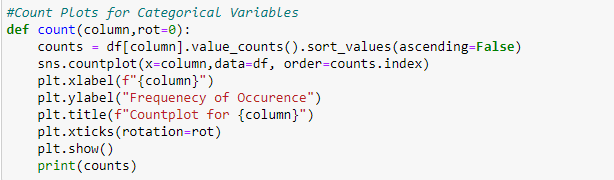 #Count Plots for Categorical Variables
def count(column,rot=0):
    counts = df[column].value_counts().sort_values(ascending=False)
    sns.countplot(x=column,data=df, order=counts.index)
    plt.xlabel(f"{column}")
    plt.ylabel("Frequenecy of Occurence")
    plt.title(f"Countplot for {column}")
    plt.xticks(rotation=rot)
    plt.show()
    print(counts)